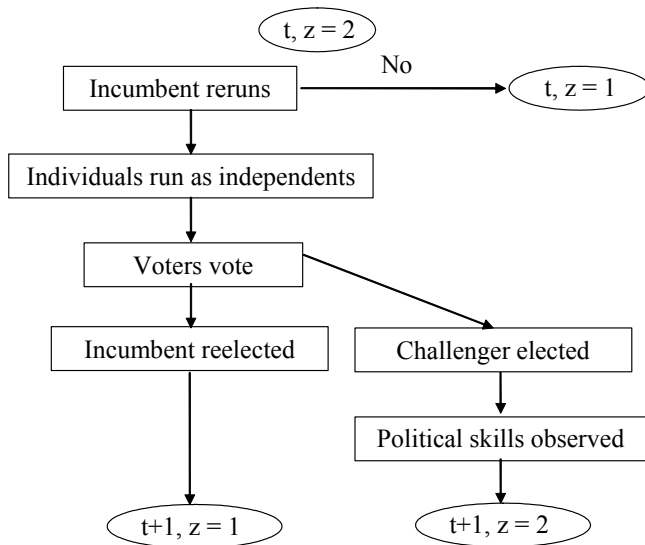 t, z = 2
No
Incumbent reruns
t, z = 1
Individuals run as independents
Voters vote
Incumbent reelected
Challenger elected
Political skills observed
t+1, z = 1
t+1, z = 2